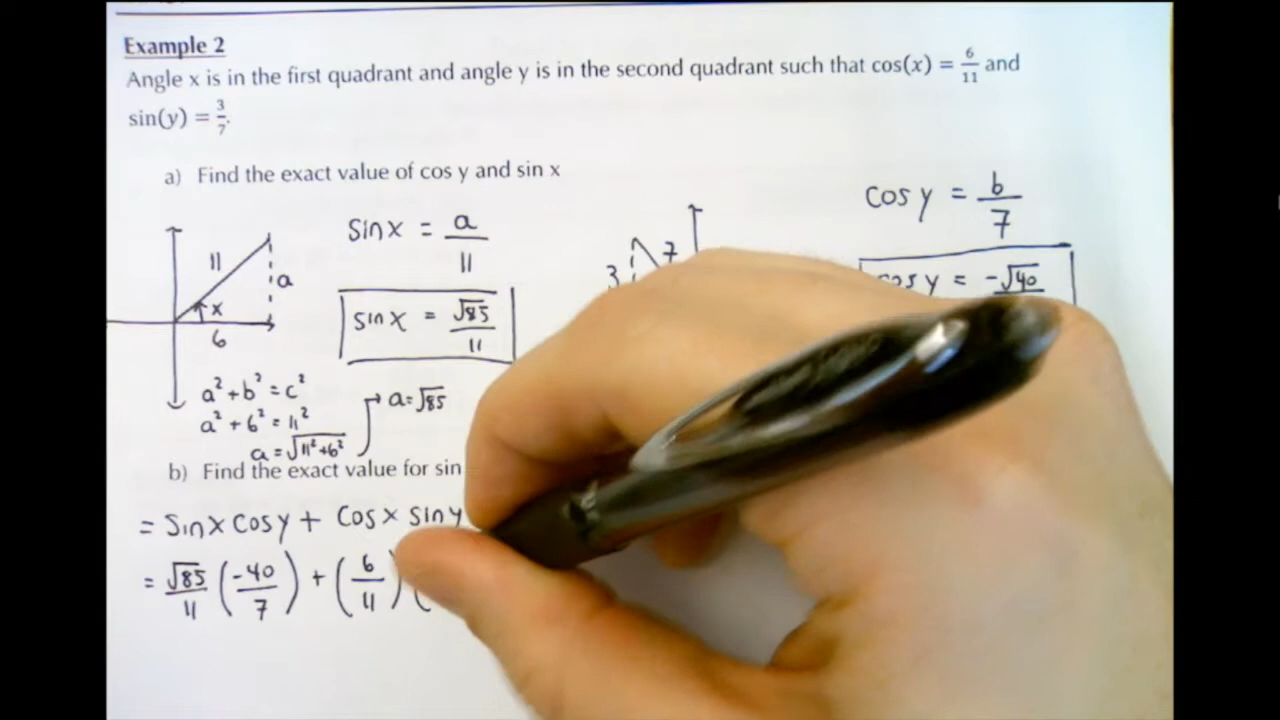 Example 2
Angle x is in the first quadrant and angle y is in the second quadrant such that cos(x) = 6/11 and
sin(y) = 3/7.
a) Find the exact value of cos y and sin x
11
a
x
6
sin x = a/11
sin x = √85/11
a² + b² = c²
a² + 6² = 11²
a = √11²+6²
→ a = √85
3
7
cos y = b/7
cos y = -√40
b) Find the exact value for sin
= sin x cos y + cos x sin y
= √85/11 (-40/7) + (6/11) (